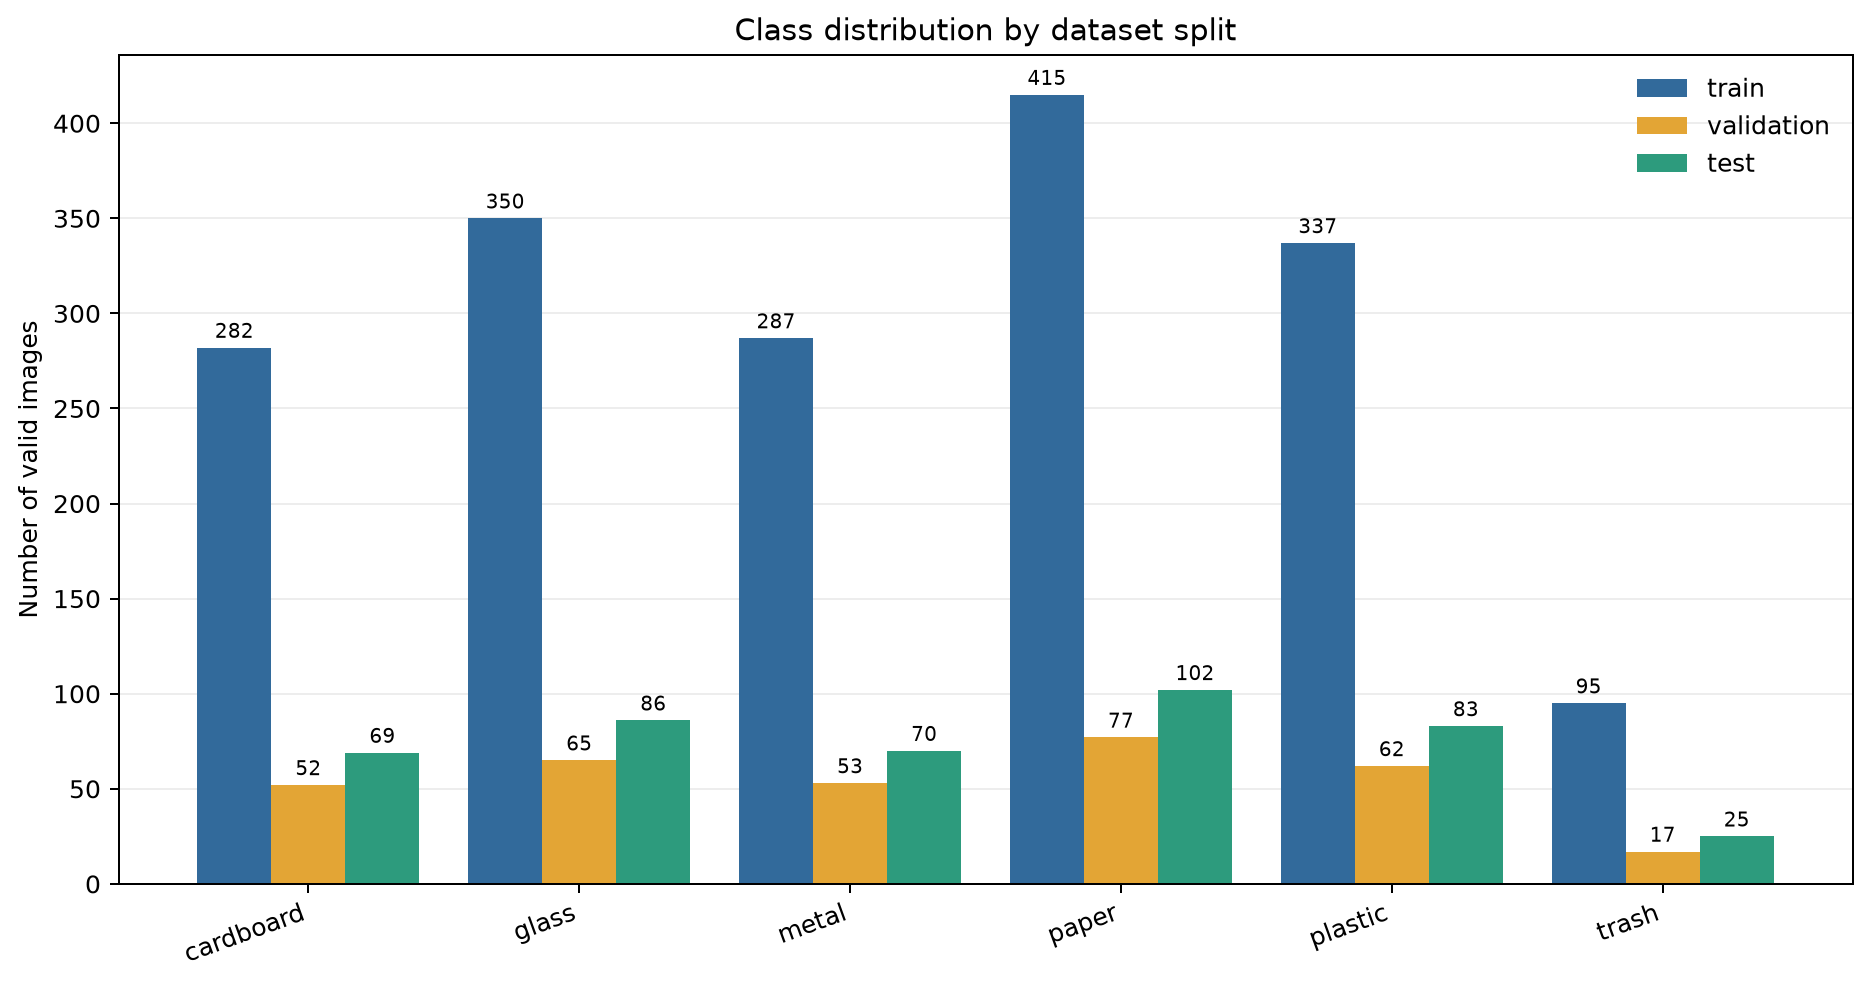 Class distribution by dataset split
train
validation
test
Number of valid images
400
350
300
250
200
150
100
50
0
282
52
69
350
65
86
287
53
70
415
77
102
337
62
83
95
17
25
cardboard
glass
metal
paper
plastic
trash